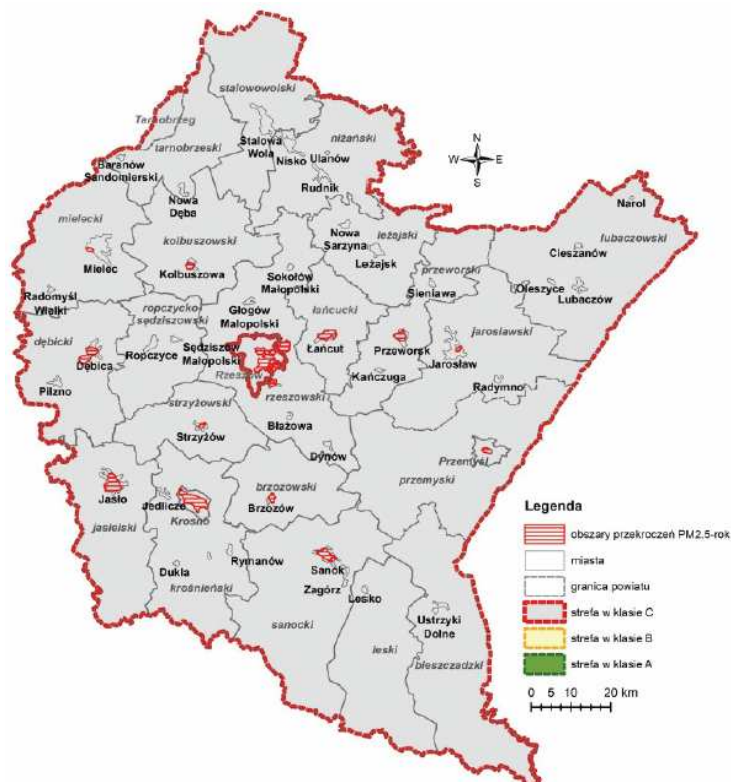 stalowowolski
Tarnobrzeg
tarnobrzeski
Stalowa
Wola
niżański
Nisko
Ulanów
Baranów
Sandomierski
Rudnik
N
W
E
S
Nowa
Dęba
Narol
mielecki
kolbuszowski
Nowa
Sarzyna
leżajski
Cieszanów
lubaczowski
Mielec
Kolbuszowa
Leżajsk
przeworski
Sokołów
Małopolski
Sieniawa
Oleszyce
Lubaczów
Radomyśl
Wielki
ropczycko
sędziszowski
Głogów
Małopolski
łańcucki
jarosławski
dębicki
Dębica
Ropczyce
Sędziszów
Małopolski
Łańcut
Przeworsk
Jarosław
Rzeszów
Kańczuga
Radymno
Pilzno
rzeszowski
strzyżowski
Błażowa
Strzyżów
Dynów
Przemyśl
przemyski
Jasło
Jedlicze
brzozowski
Brzozów
jasielski
Krosno
Rymanów
Dukla
krośnieński
Sanok
Zagórz
Lesko
sanocki
leski
Ustrzyki
Dolne
bieszczadzki
Legenda
obszary przekroczeń PM2,5-rok
miasta
granica powiatu
strefa w klasie C
strefa w klasie B
strefa w klasie A
0 5 10 20 km